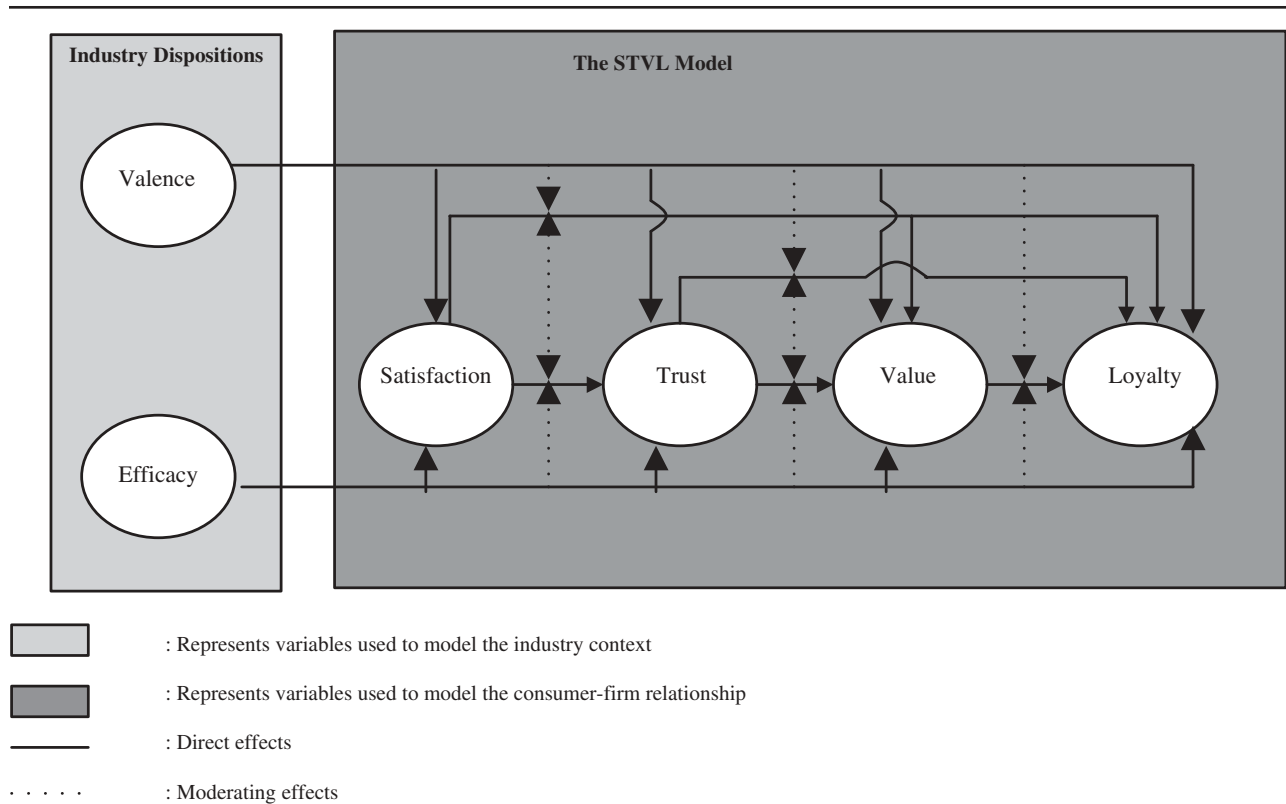 Industry Dispositions
The STVL Model
Valence
Satisfaction
Trust
Value
Loyalty
Efficacy
: Represents variables used to model the industry context
: Represents variables used to model the consumer-firm relationship
: Direct effects
: Moderating effects